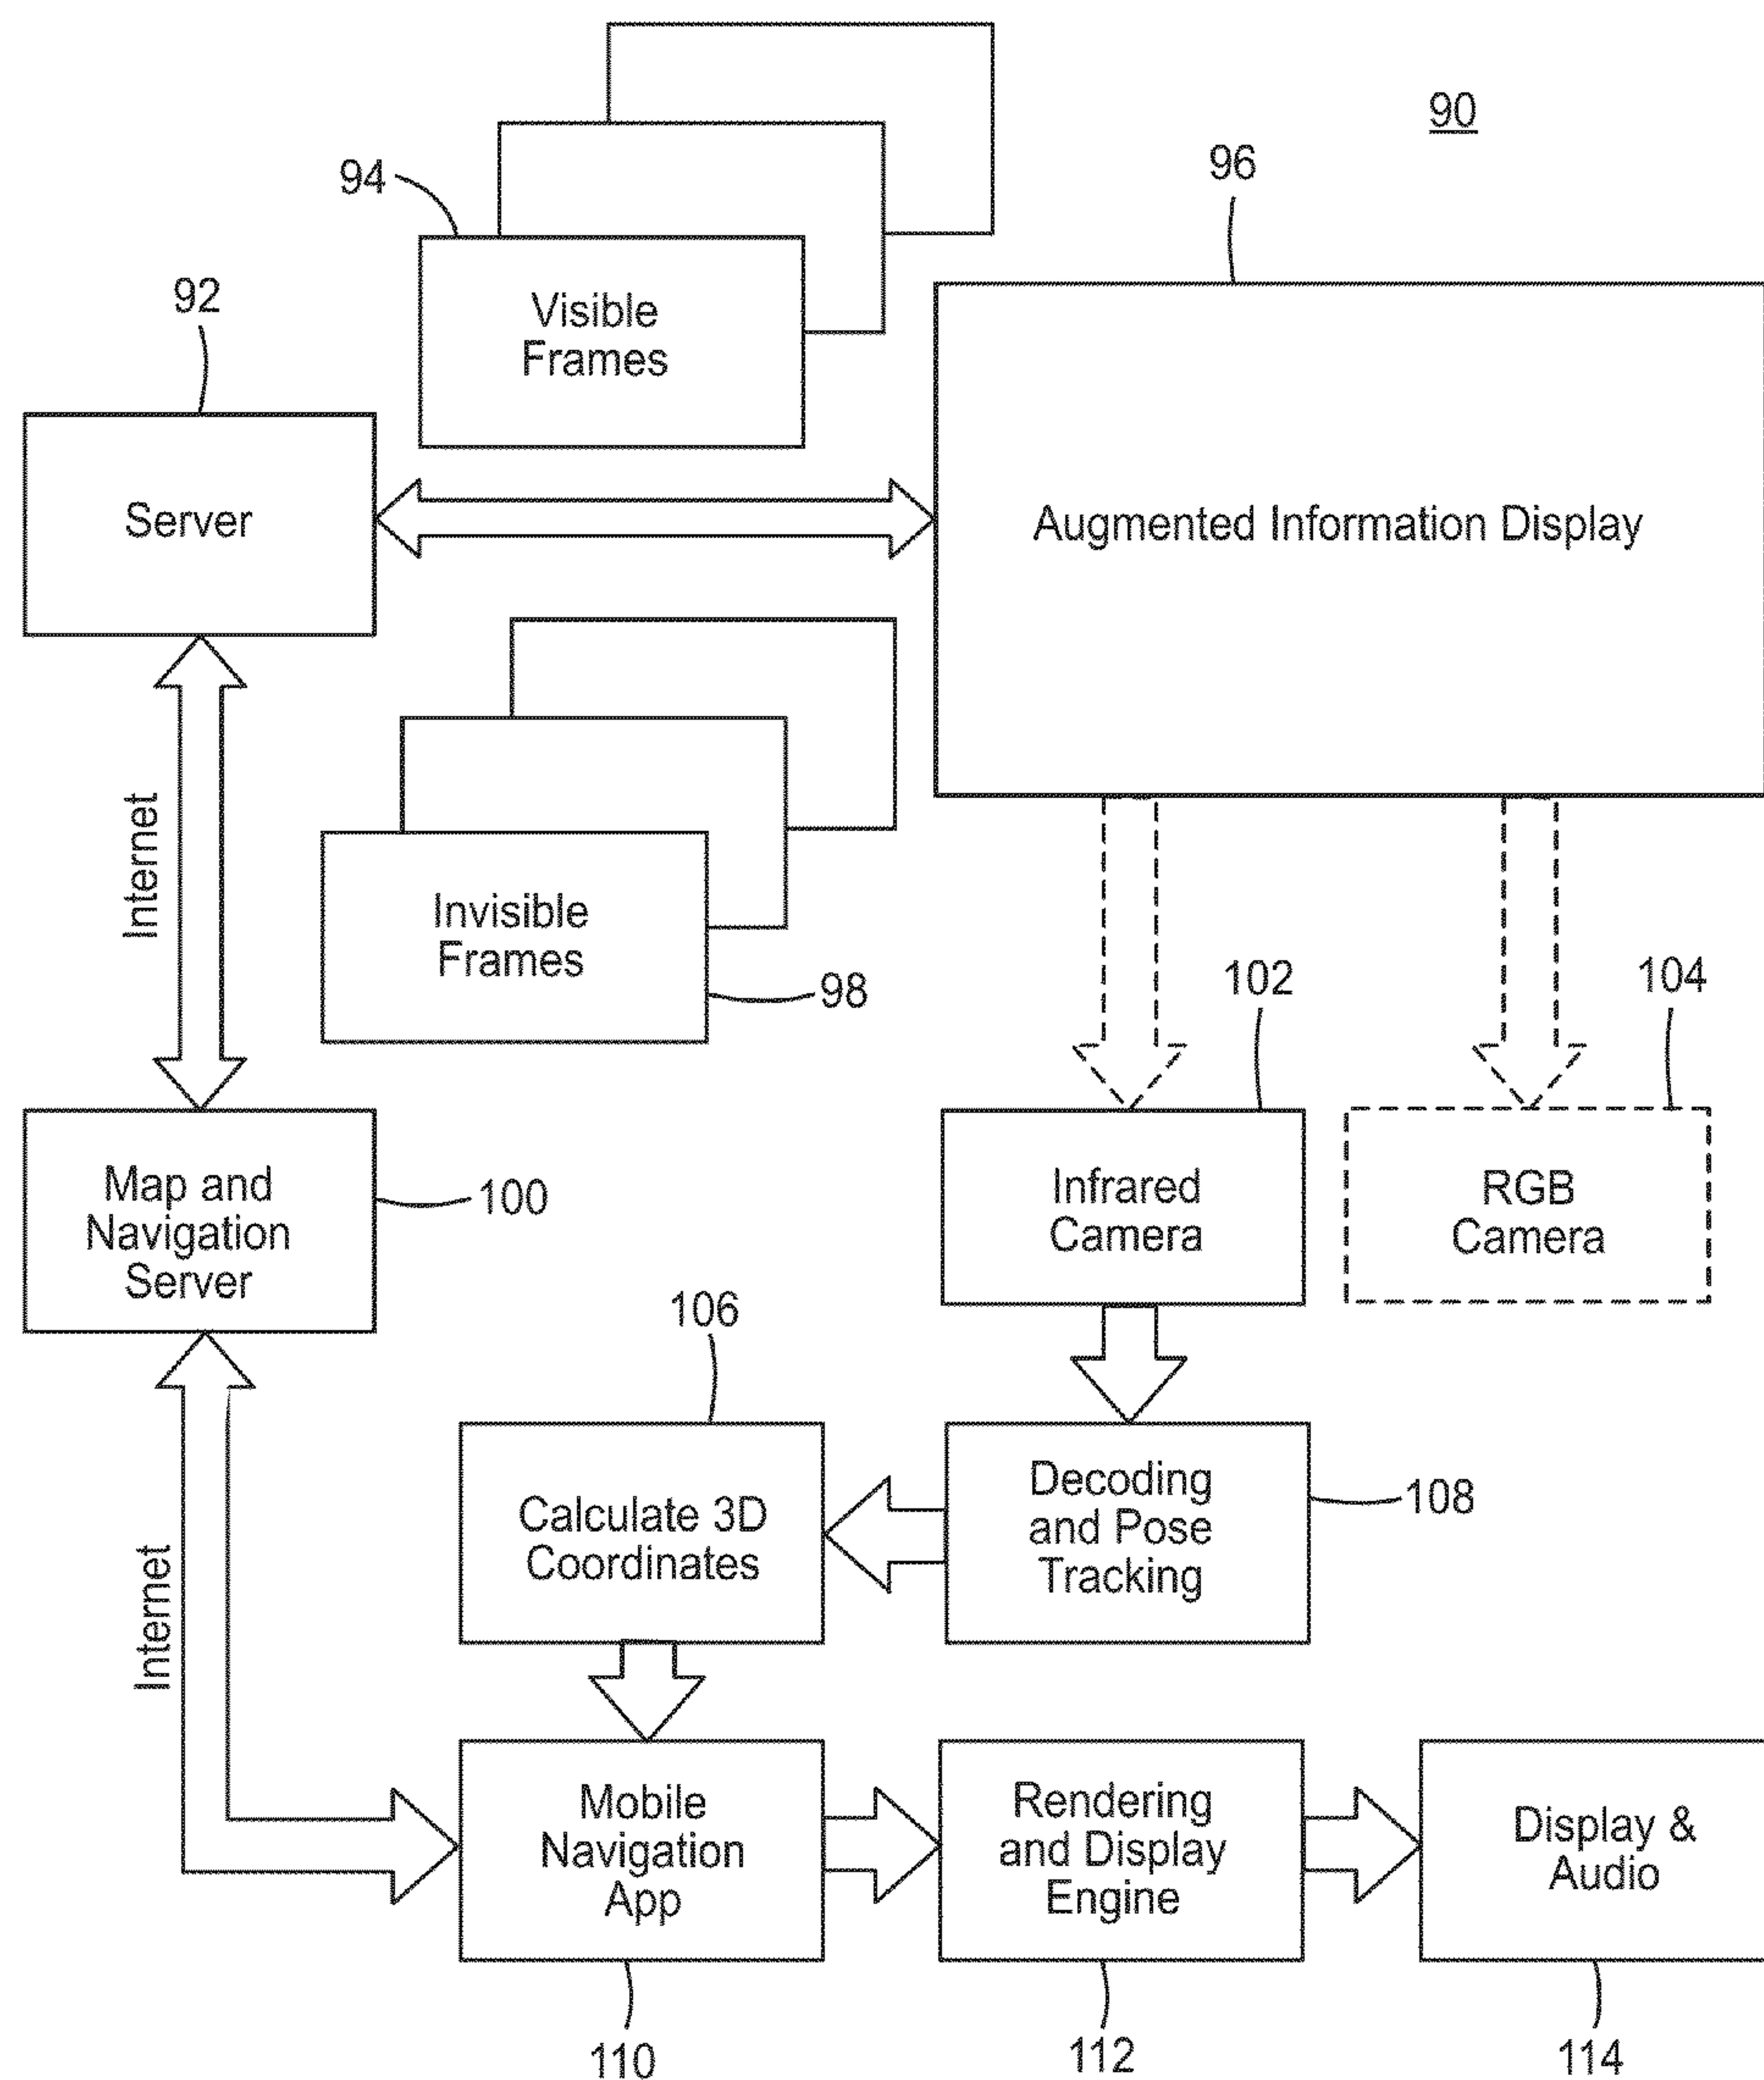 90
94
96
Visible
Frames
92
Server
Augmented Information Display
Internet
Invisible
Frames
98
102
104
Map and
Navigation
Server
100
Infrared
Camera
RGB
Camera
106
Calculate 3D
Coordinates
Decoding
and Pose
Tracking
108
Internet
Mobile
Navigation
App
Rendering
and Display
Engine
Display &
Audio
110
112
114